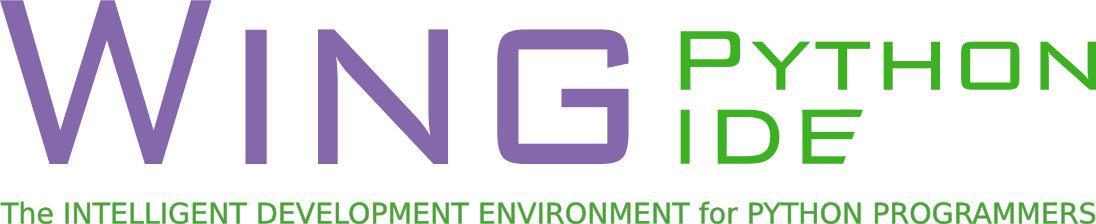 WING PYTHON
IDE
The INTELLIGENT DEVELOPMENT ENVIRONMENT for PYTHON PROGRAMMERS